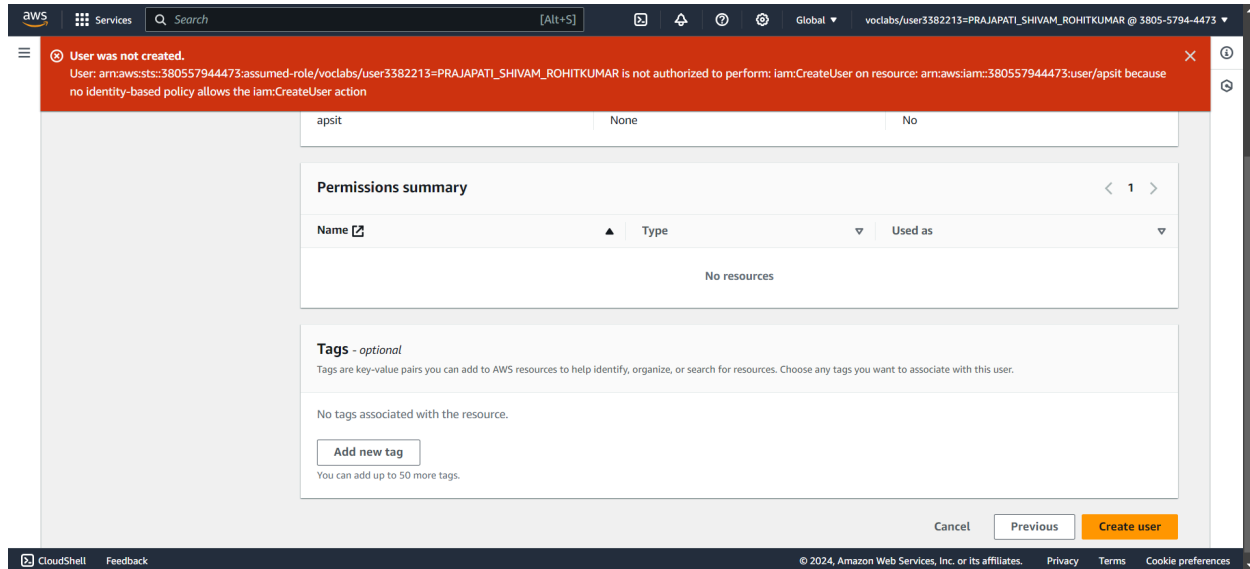 aws Services Search [Alt+S] Global ▼ voclabs/user3382213=PRAJAPATI_SHIVAM_ROHITKUMAR @ 3805-5794-4473 ▼
User was not created.
User: arn:aws:sts::380557944473:assumed-role/voclabs/user3382213=PRAJAPATI_SHIVAM_ROHITKUMAR is not authorized to perform: iam:CreateUser on resource: arn:aws:iam::380557944473:user/apsit because
no identity-based policy allows the iam:CreateUser action
apsit None No
Permissions summary < 1 >
Name Type Used as
No resources
Tags - optional
Tags are key-value pairs you can add to AWS resources to help identify, organize, or search for resources. Choose any tags you want to associate with this user.
No tags associated with the resource.
Add new tag
You can add up to 50 more tags.
Cancel Previous Create user
CloudShell Feedback © 2024, Amazon Web Services, Inc. or its affiliates. Privacy Terms Cookie preferences